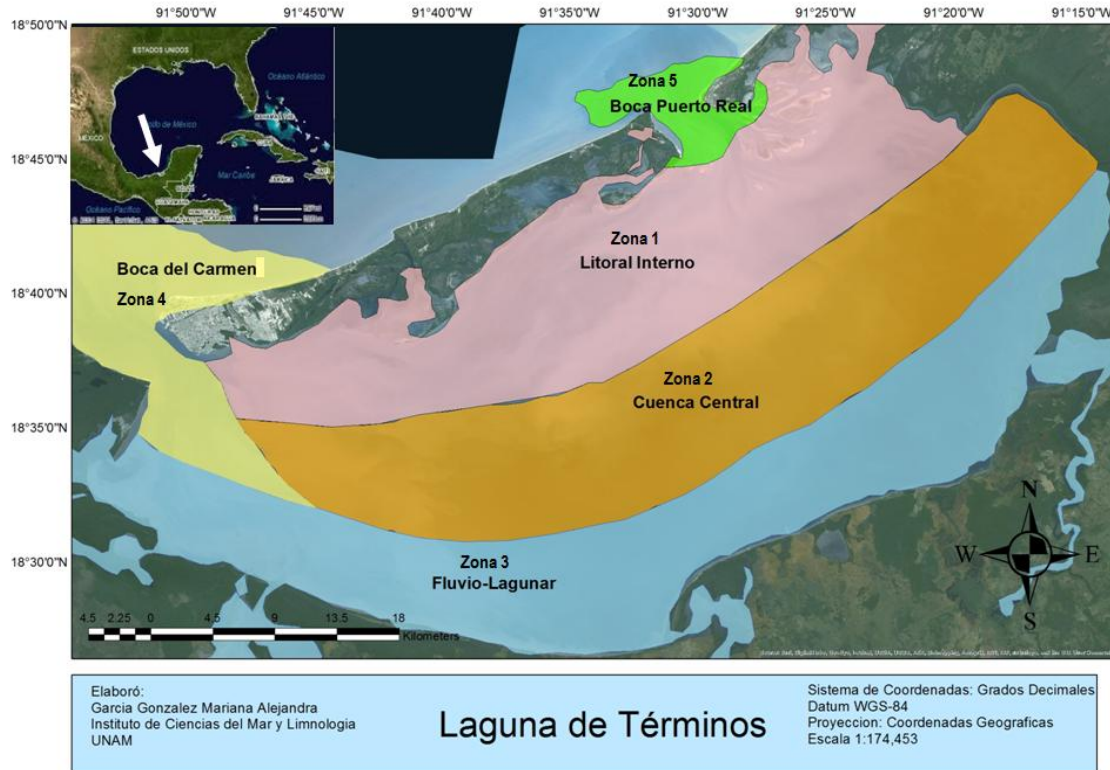 91°50'0"W 91°45'0"W 91°40'0"W 91°35'0"W 91°30'0"W 91°25'0"W 91°20'0"W 91°15'0"W
18°50'0"N
18°45'0"N
18°40'0"N
18°35'0"N
18°30'0"N
ESTADOS UNIDOS
Océano Atlántico
BAHAMAS
MÉXICO
CUBA
Mar Caribe
JAMAICA
GUATEMALA
Océano Pacífico
Zona 5
Boca Puerto Real
Zona 1
Litoral Interno
Boca del Carmen
Zona 4
Zona 2
Cuenca Central
Zona 3
Fluvio-Lagunar
N
W E
S
4.5 2.25 0 4.5 9 13.5 18
Kilometers
Elaboró:
Garcia Gonzalez Mariana Alejandra
Instituto de Ciencias del Mar y Limnologia
UNAM
Laguna de Términos
Sistema de Coordenadas: Grados Decimales
Datum WGS-84
Proyeccion: Coordenadas Geograficas
Escala 1:174,453